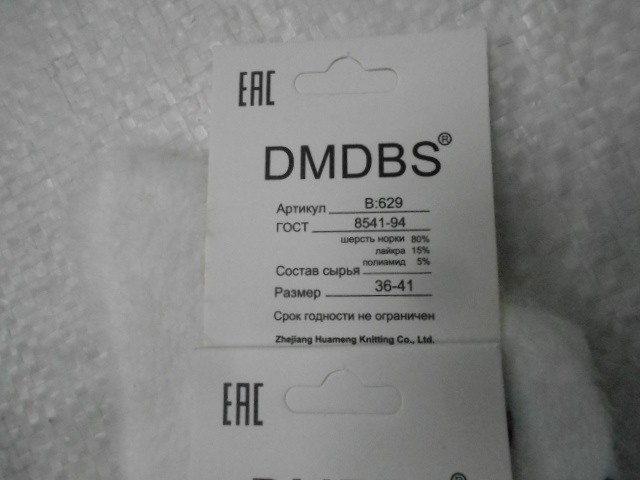 EAC
DMDBS®
Артикул B:629
ГОСТ 8541-94
шерсть норки 80%
лайкра 15%
полиамид 5%
Состав сырья
Размер 36-41
Срок годности не ограничен
Zhejiang Huameng Knitting Co., Ltd.
EAC